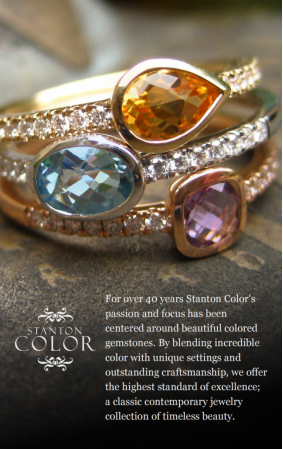 STANTON
COLOR
For over 40 years Stanton Color's
passion and focus has been
centered around beautiful colored
gemstones. By blending incredible
color with unique settings and
outstanding craftsmanship, we offer
the highest standard of excellence;
a classic contemporary jewelry
collection of timeless beauty.